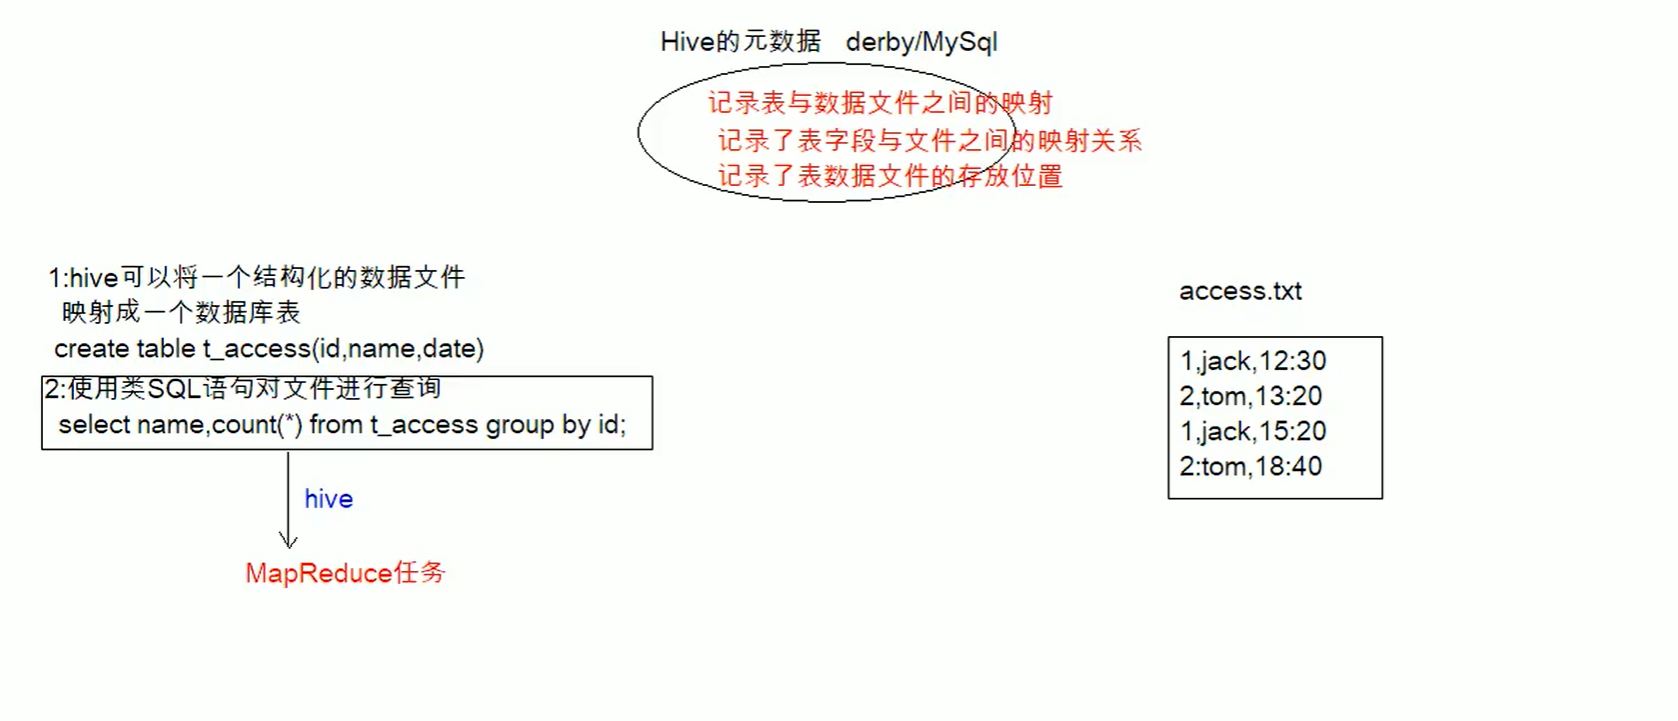 Hive的元数据 derby/MySql
记录表与数据文件之间的映射
记录了表字段与文件之间的映射关系
记录了表数据文件的存放位置
1:hive可以将一个结构化的数据文件
映射成一个数据库表
create table t_access(id,name,date)
2:使用类SQL语句对文件进行查询
select name,count(*) from t_access group by id;
hive
MapReduce任务
access.txt
1,jack,12:30
2,tom,13:20
1,jack,15:20
2:tom,18:40